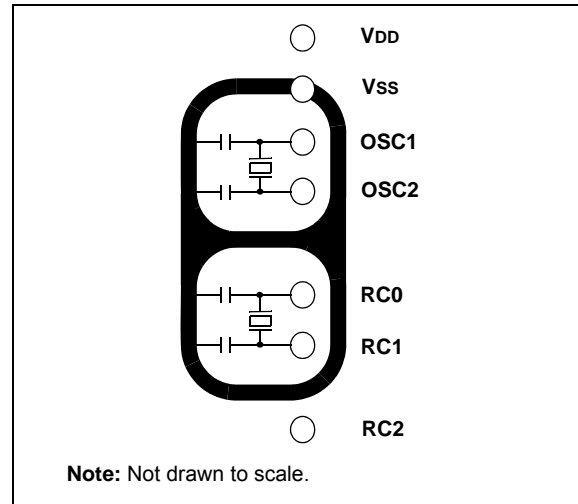 VDD
VSS
OSC1
OSC2
RC0
RC1
RC2
Note: Not drawn to scale.